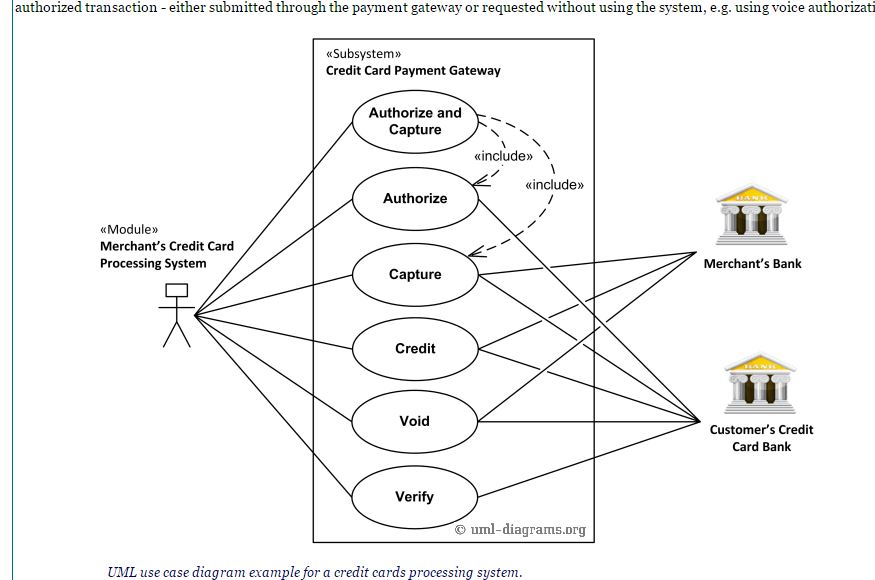 authorized transaction - either submitted through the payment gateway or requested without using the system, e.g. using voice
«Subsystem»
Credit Card Payment Gateway
Authorize and
Capture
«include»
«include»
Authorize
«Module»
Merchant's Credit Card
Processing System
BANK
Merchant's Bank
Capture
Credit
BANK
Void
Customer's Credit
Card Bank
Verify
© uml-diagrams.org
UML use case diagram example for a credit cards processing system.